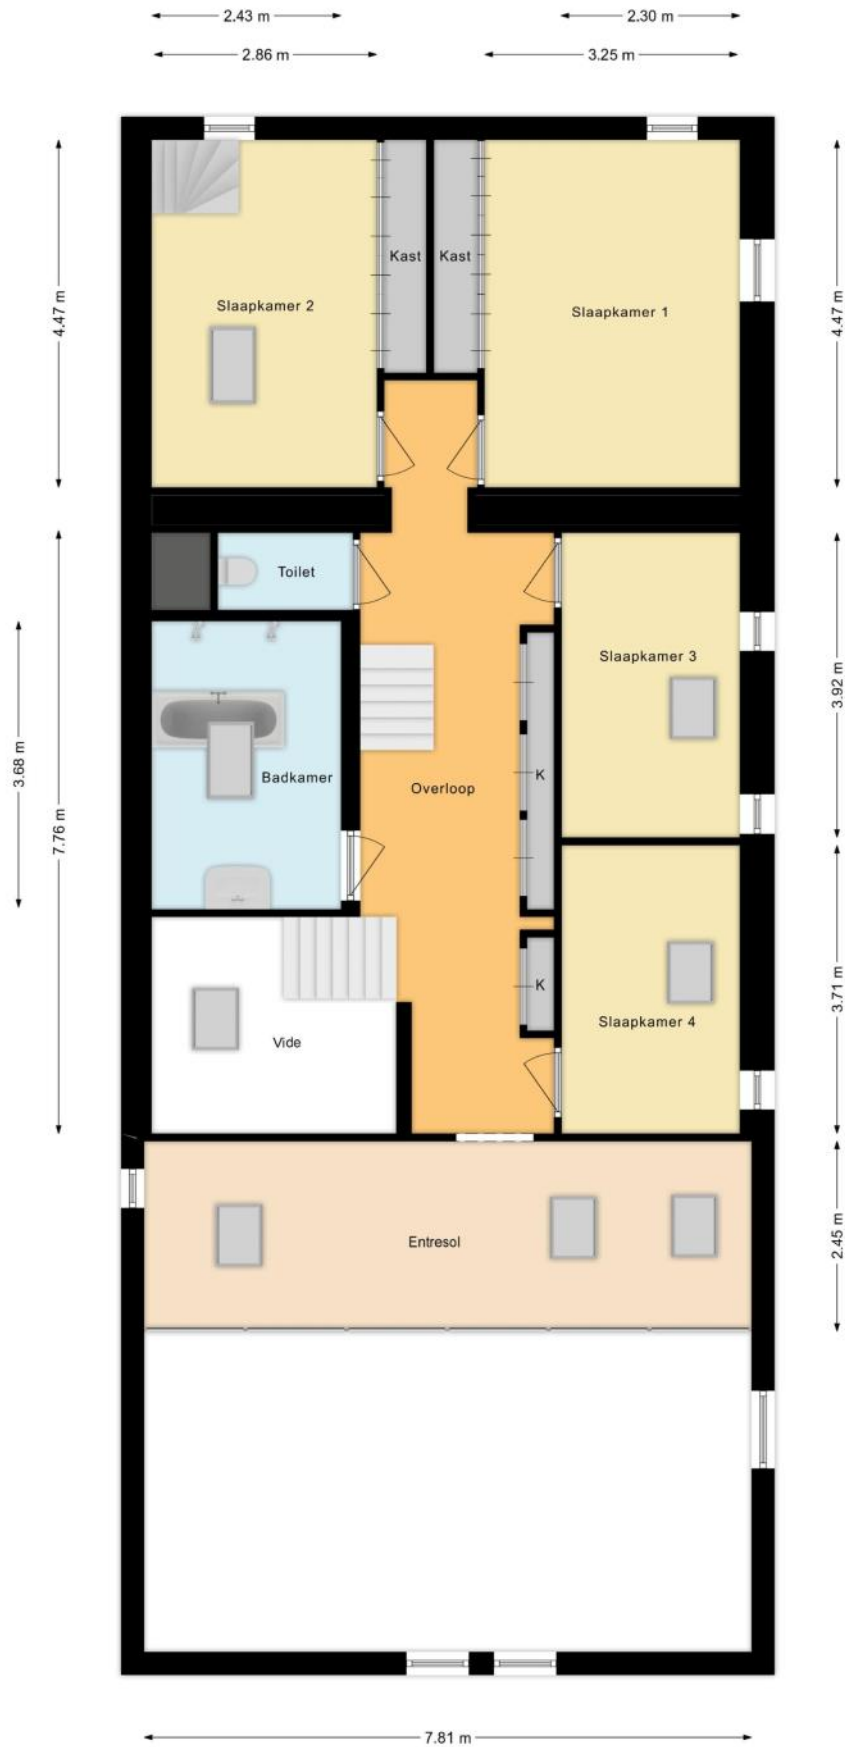 2.43 m
2.30 m
2.86 m
3.25 m
4.47 m
4.47 m
Kast
Kast
Slaapkamer 2
Slaapkamer 1
Toilet
Slaapkamer 3
3.92 m
3.68 m
Badkamer
K
Overloop
7.76 m
K
3.71 m
Slaapkamer 4
Vide
2.45 m
Entresol
7.81 m